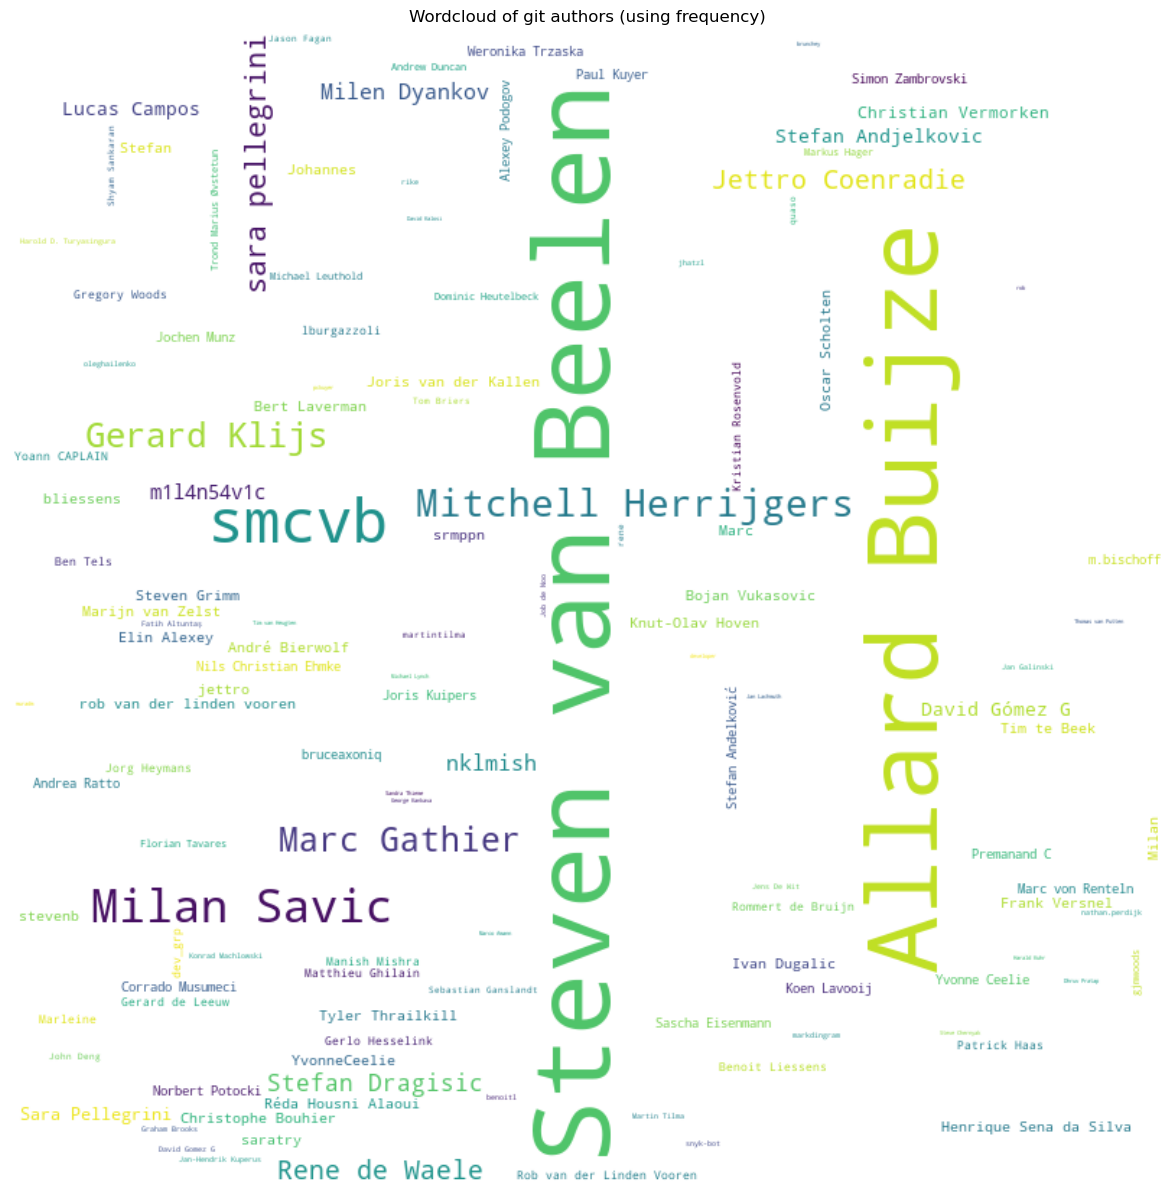 Wordcloud of git authors (using frequency)
Jason Fagan
Weronika Trzaska
Andrew Duncan
Paul Kuyer
Simon Zambrovski
Milen Dyankov
Lucas Campos
sara pellegrini
Alexey Podogov
Christian Vermorken
Stefan Andjelkovic
Markus Hager
Jettro Coenradie
Shyam Sankaran
Stefan
Trond Marius Øvstetun
Johannes
rike
quaso
Harold D. Turyasingura
Michael Leuthold
jhatzl
Gregory Woods
Dominic Heutelbeck
Oscar Scholten
lburgazzoli
Jochen Munz
oleghailenko
Joris van der Kallen
Tom Briers
Bert Laverman
Kristian Rosenvold
Gerard Klijs
Yoann CAPLAIN
m1l4n54v1c
bliessens
smcvb
Mitchell Herrijgers
Steven van Beelen
Allard Buijze
srmppn
rene
Marc
Ben Tels
m.bischoff
Job de Noo
Steven Grimm
Bojan Vukasovic
Marijn van Zelst
Fatih Altuntaş
Knut-Olav Hoven
Elin Alexey
martintilma
André Bierwolf
Nils Christian Ehmke
Jan Galinski
Michael Lynch
jettro
Joris Kuipers
rob van der linden vooren
Stefan Anđelković
David Gómez G
Tim te Beek
bruceaxoniq
nklmish
Jorg Heymans
Andrea Ratto
Sandra Thieme
Florian Tavares
Marc Gathier
Milan
Premanand C
Jens De Wit
Marc von Renteln
Frank Versnel
Milan Savic
Rommert de Bruijn
nathan.perdijk
stevenb
dev_grp
Konrad Wachlowski
Manish Mishra
Matthieu Ghilain
Ivan Dugalic
gjmwoods
Yvonne Ceelie
Corrado Musumeci
Sebastian Ganslandt
Koen Lavooij
Gerard de Leeuw
Marleine
Tyler Thrailkill
Sascha Eisenmann
markdingram
Gerlo Hesselink
Patrick Haas
John Deng
YvonneCeelie
Benoit Liessens
Stefan Dragisic
Norbert Potocki
benoitl
Réda Housni Alaoui
Sara Pellegrini
Christophe Bouhier
Martin Tilma
Graham Brooks
Henrique Sena da Silva
saratry
snyk-bot
David Gomez G
Jan-Hendrik Kuperus
Rene de Waele
Rob van der Linden Vooren